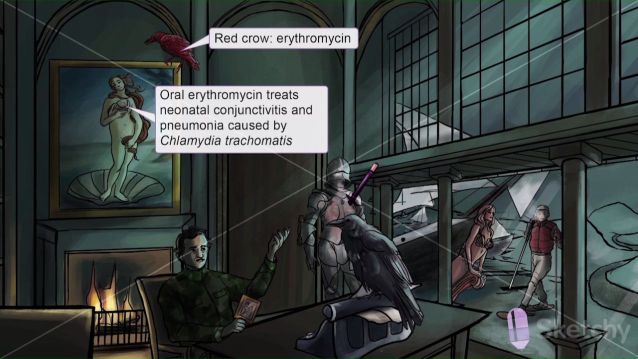 Red crow: erythromycin
Oral erythromycin treats
neonatal conjunctivitis and
pneumonia caused by
Chlamydia trachomatis
Sketchy